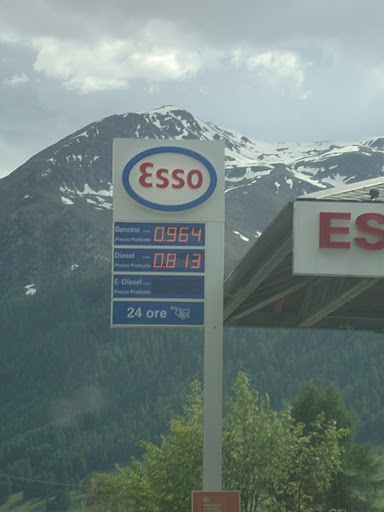 Esso
Benzina
Prezzo Praticato
0.964
Diesel
Prezzo Praticato
0.813
E-Diesel
Prezzo Praticato
24 ore
ES